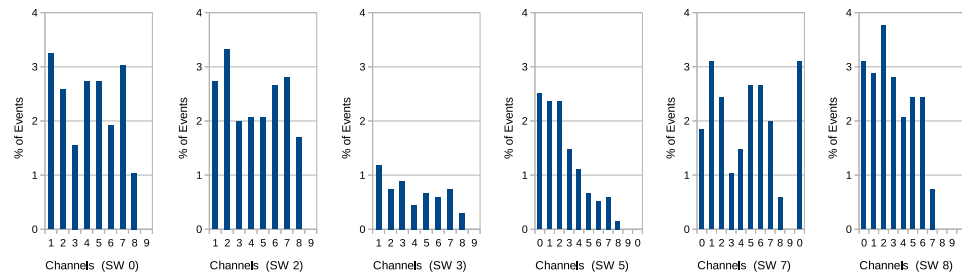 4 4 4 4 4 4
3 3 3 3 3 3
2 2 2 2 2 2
1 1 1 1 1 1
0 0 0 0 0 0
% of Events % of Events % of Events % of Events % of Events % of Events
1 2 3 4 5 6 7 8 9 1 2 3 4 5 6 7 8 9 1 2 3 4 5 6 7 8 9 0 1 2 3 4 5 6 7 8 9 0 0 1 2 3 4 5 6 7 8 0 0 1 2 3 4 5 6 7 8 9
Channels (SW 0) Channels (SW 2) Channels (SW 3) Channels (SW 5) Channels (SW 7) Channels (SW 8)